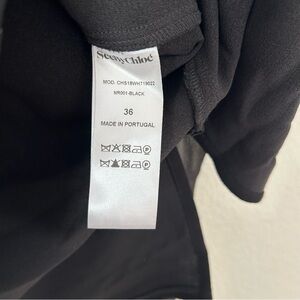 See by Chloé
MOD. CHS18WHT19022
NR001-BLACK
36
MADE IN PORTUGAL